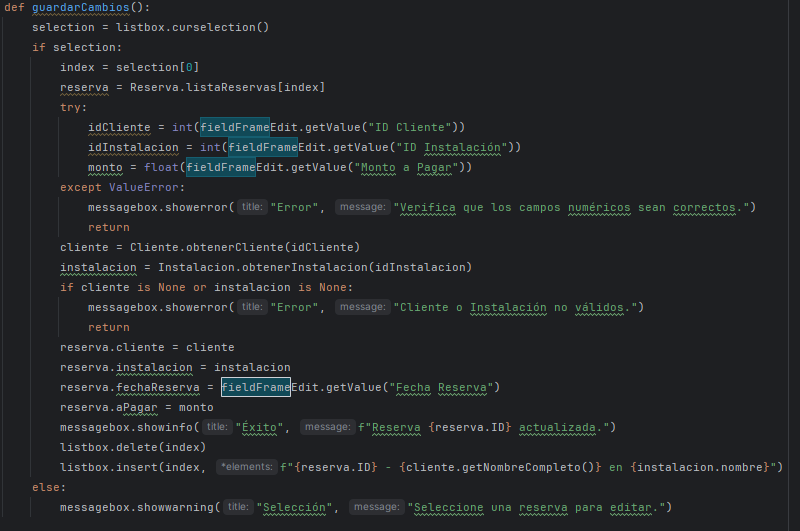 def guardarCambios():
    selection = listbox.curselection()
    if selection:
        index = selection[0]
        reserva = Reserva.listaReservas[index]
        try:
            idCliente = int(fieldFrameEdit.getValue("ID Cliente"))
            idInstalacion = int(fieldFrameEdit.getValue("ID Instalación"))
            monto = float(fieldFrameEdit.getValue("Monto a Pagar"))
        except ValueError:
            messagebox.showerror( title: "Error", message: "Verifica que los campos numéricos sean correctos.")
            return
        cliente = Cliente.obtenerCliente(idCliente)
        instalacion = Instalacion.obtenerInstalacion(idInstalacion)
        if cliente is None or instalacion is None:
            messagebox.showerror( title: "Error", message: "Cliente o Instalación no válidos.")
            return
        reserva.cliente = cliente
        reserva.instalacion = instalacion
        reserva.fechaReserva = fieldFrameEdit.getValue("Fecha Reserva")
        reserva.aPagar = monto
        messagebox.showinfo( title: "Éxito", message: f"Reserva {reserva.ID} actualizada.")
        listbox.delete(index)
        listbox.insert(index, *elements: f"{reserva.ID} - {cliente.getNombreCompleto()} en {instalacion.nombre}")
    else:
        messagebox.showwarning( title: "Selección", message: "Seleccione una reserva para editar.")